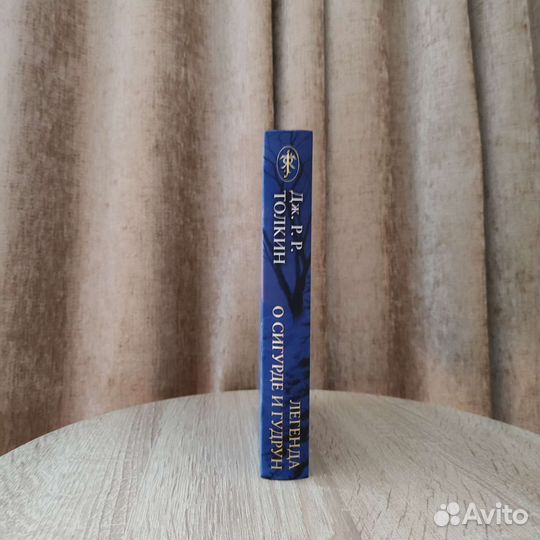 Дж. Р. Р.
ТОЛКИН
ЛЕГЕНДА
О СИГУРДЕ И ГУДРУН
Avito